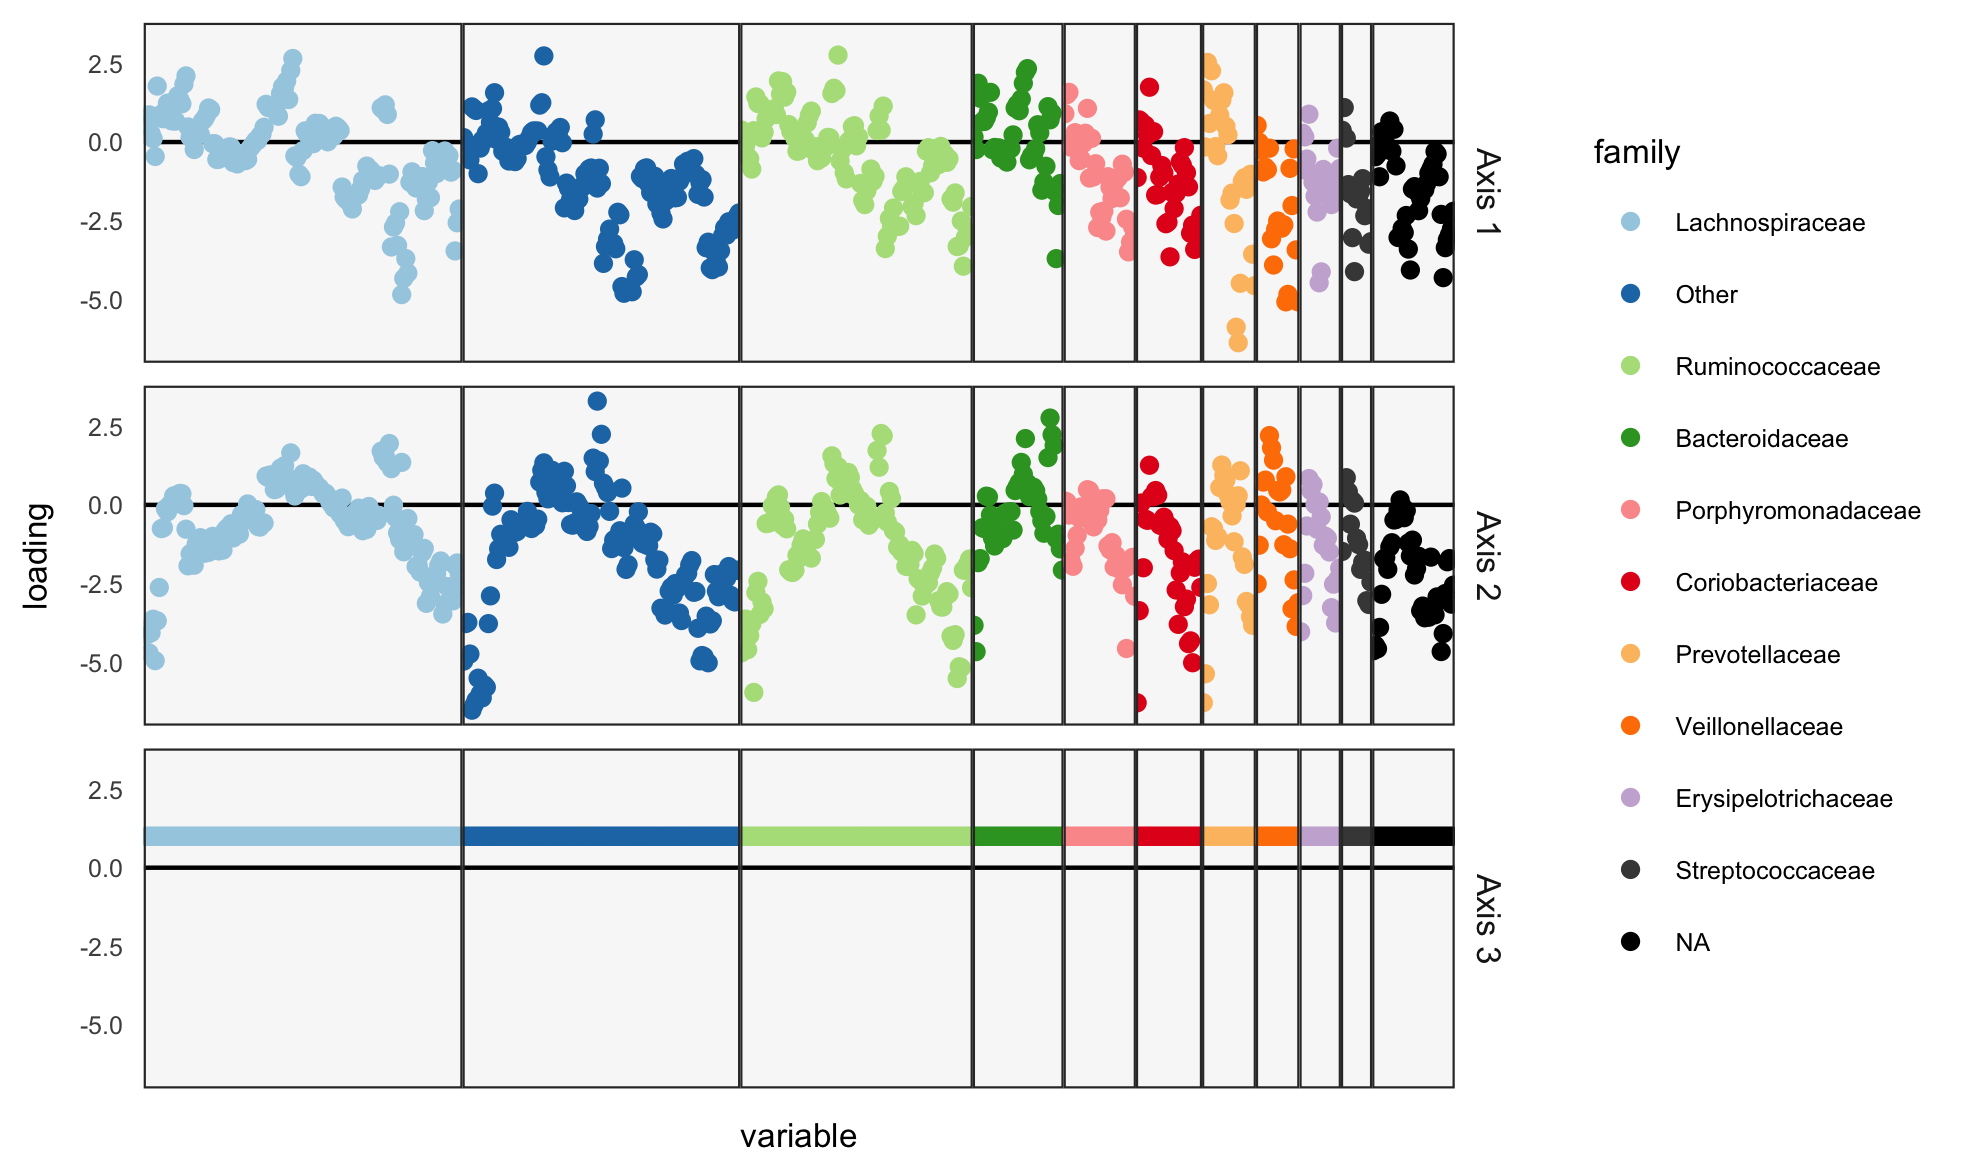 2.5
0.0
-2.5
-5.0
Axis 1
2.5
0.0
-2.5
-5.0
Axis 2
2.5
0.0
-2.5
-5.0
Axis 3
loading
variable
family
Lachnospiraceae
Other
Ruminococcaceae
Bacteroidaceae
Porphyromonadaceae
Coriobacteriaceae
Prevotellaceae
Veillonellaceae
Erysipelotrichaceae
Streptococcaceae
NA